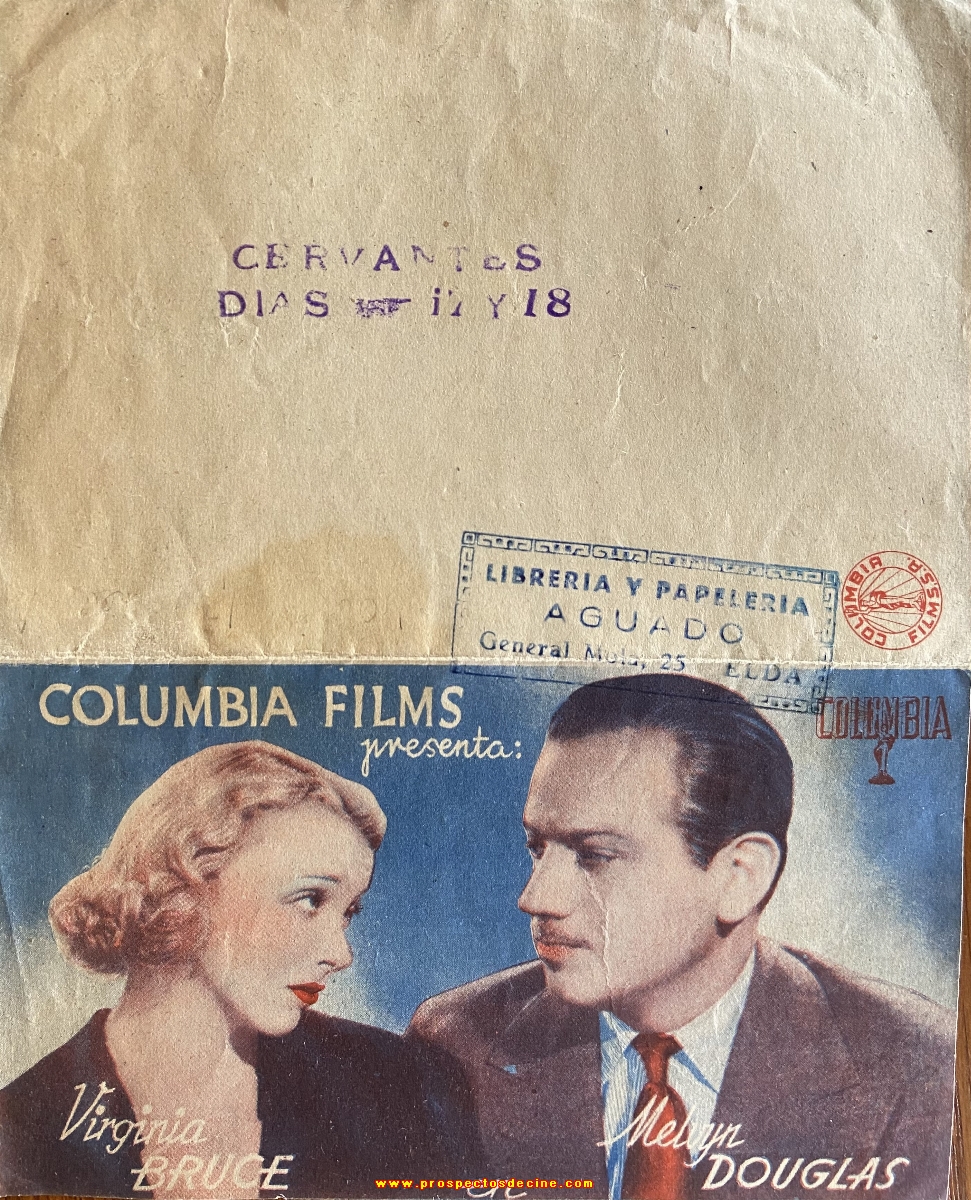 CERVANTES
DIAS 17 Y 18
LIBRERIA Y PAPELERIA
AGUADO
General Mola, 25 ELDA
COLUMBIA FILMS S.A.
COLUMBIA FILMS
presenta:
COLUMBIA
Virginia
BRUCE
Melvyn
DOUGLAS
en
www.prospectosdecine.com